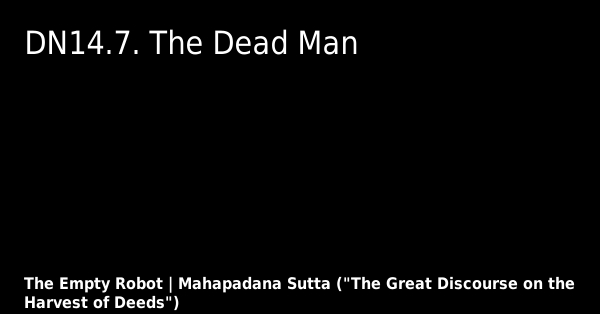 DN14.7. The Dead Man
The Empty Robot | Mahapadana Sutta ("The Great Discourse on the
Harvest of Deeds")